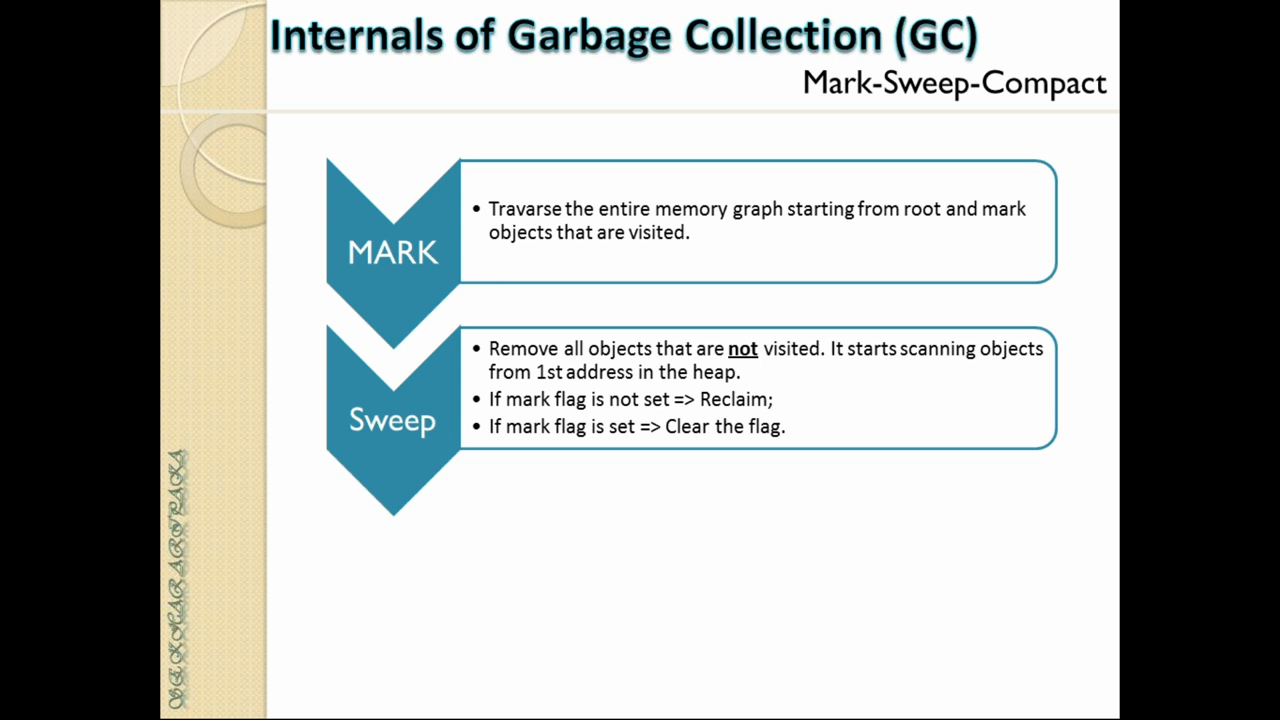 Internals of Garbage Collection (GC)
Mark-Sweep-Compact
MARK
• Travarse the entire memory graph starting from root and mark
objects that are visited.
Sweep
• Remove all objects that are not visited. It starts scanning objects
from 1st address in the heap.
• If mark flag is not set => Reclaim;
• If mark flag is set => Clear the flag.